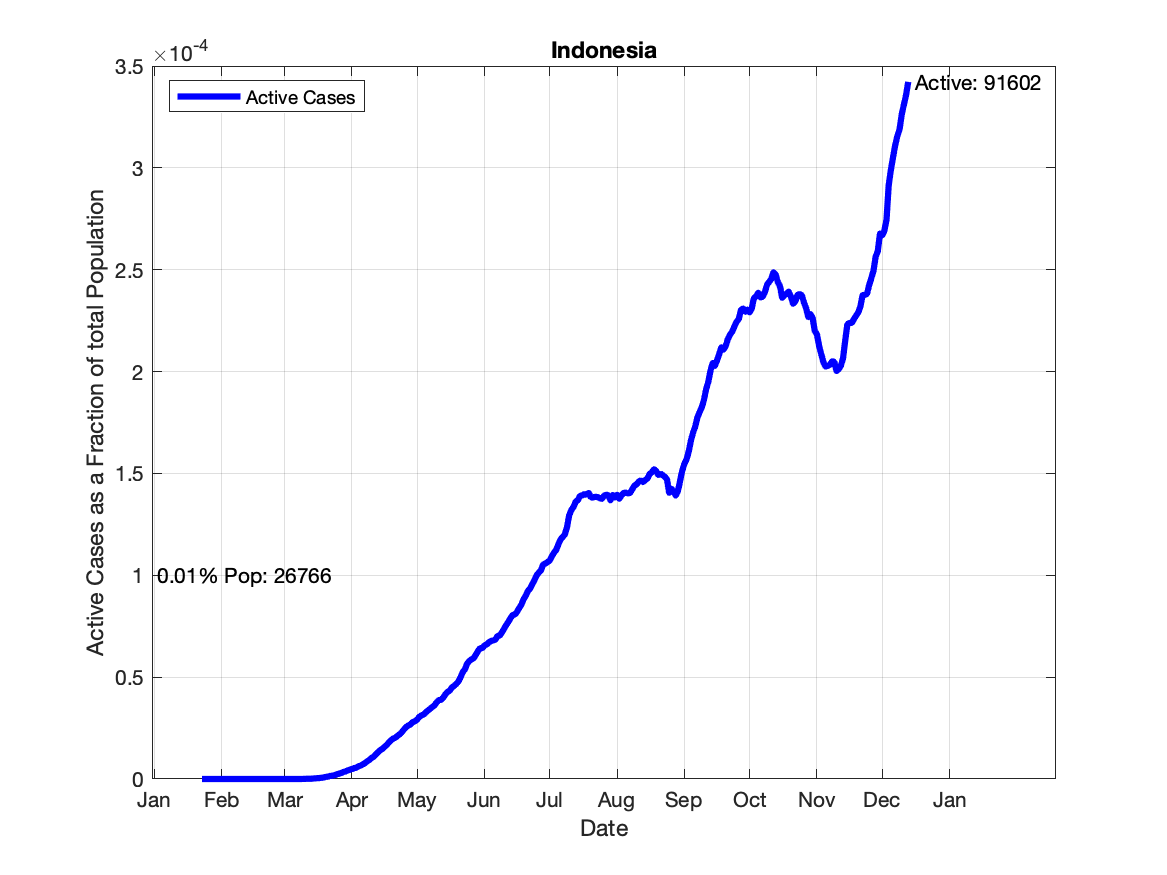 Indonesia
×10-4
3.5
3
2.5
2
1.5
1
0.5
0
Active Cases
Active: 91602
0.01% Pop: 26766
Active Cases as a Fraction of total Population
Jan Feb Mar Apr May Jun Jul Aug Sep Oct Nov Dec Jan
Date